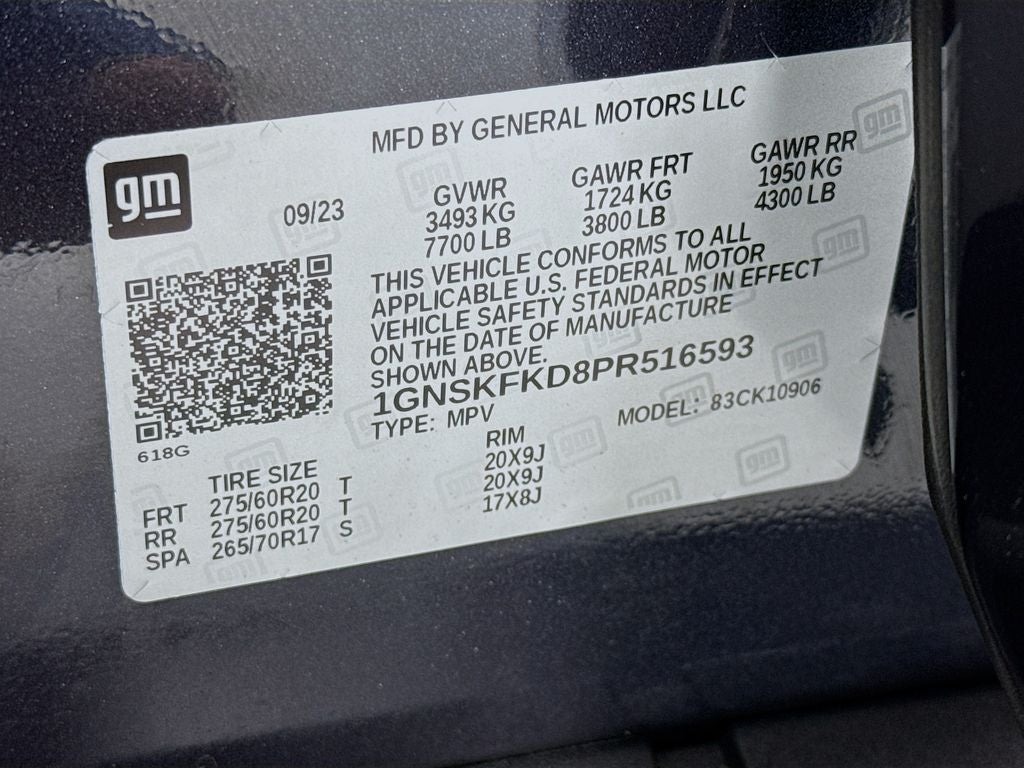 gm
MFD BY GENERAL MOTORS LLC
09/23
GVWR
3493 KG
7700 LB
GAWR FRT
1724 KG
3800 LB
GAWR RR
1950 KG
4300 LB
THIS VEHICLE CONFORMS TO ALL
APPLICABLE U.S. FEDERAL MOTOR
VEHICLE SAFETY STANDARDS IN EFFECT
ON THE DATE OF MANUFACTURE
SHOWN ABOVE.
1GNSKFKD8PR516593
TYPE: MPV
MODEL: 83CK10906
618G
TIRE SIZE
RIM
FRT 275/60R20 T 20X9J
RR 275/60R20 T 20X9J
SPA 265/70R17 S 17X8J